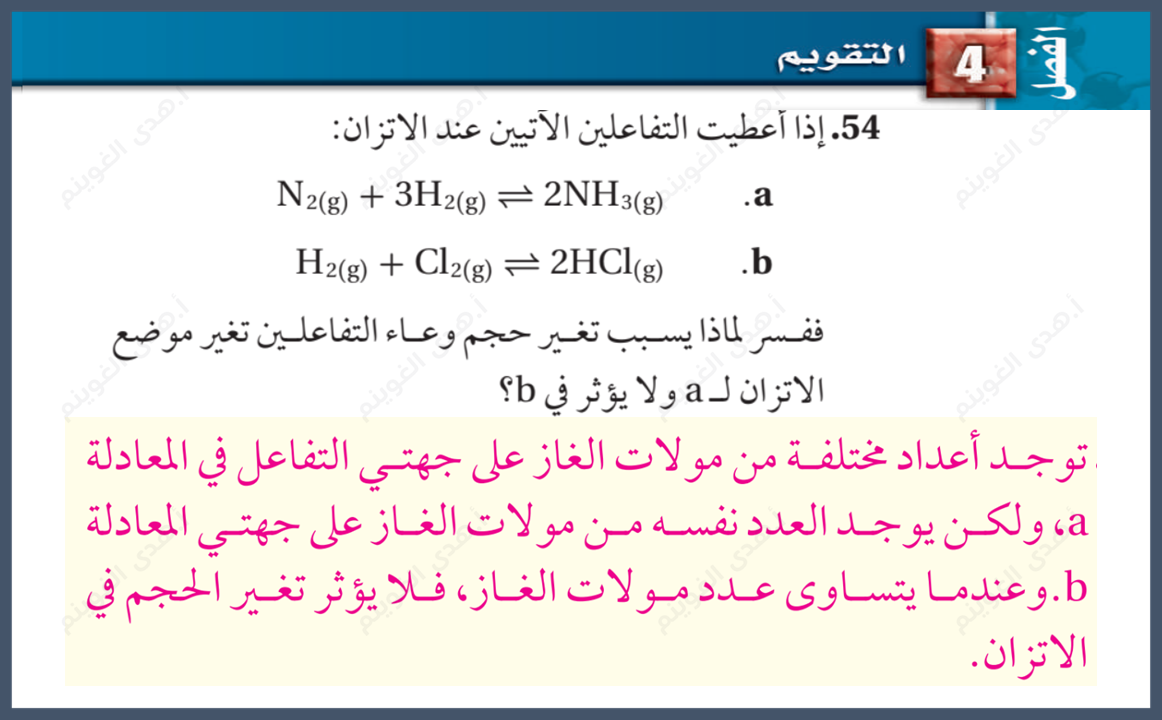 الفصل 4 التقويم
54. إذا أعطيت التفاعلين الآتيين عند الاتزان:
a. N₂(g) + 3H₂(g) ⇌ 2NH₃(g)
b. H₂(g) + Cl₂(g) ⇌ 2HCl(g)
ففسر لماذا يسبب تغير حجم وعاء التفاعلين تغير موضع
الاتزان لـ a ولا يؤثر في b؟
توجد أعداد مختلفة من مولات الغاز على جهتي التفاعل في المعادلة
a، ولكن يوجد العدد نفسه من مولات الغاز على جهتي المعادلة
b. وعندما يتساوى عدد مولات الغاز، فلا يؤثر تغير الحجم في
الاتزان.
أ.هدى الغوينم